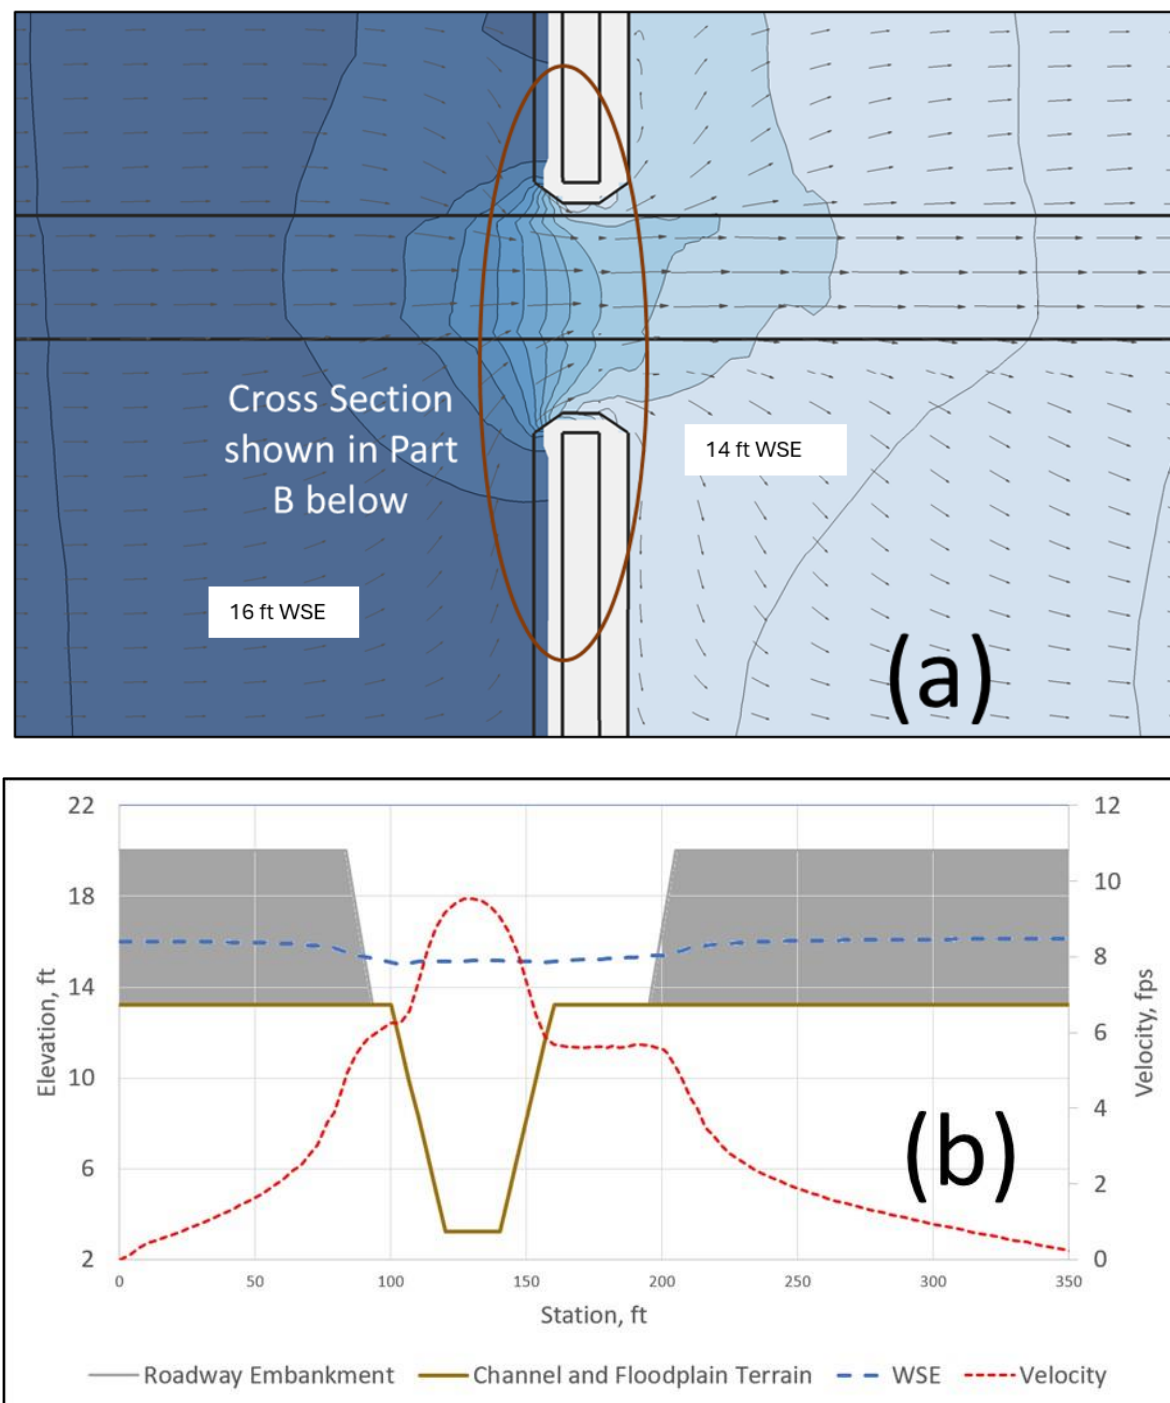 Cross Section
shown in Part
B below
14 ft WSE
16 ft WSE
(a)
22
18
14
10
6
2
Elevation, ft
12
10
8
6
4
2
0
Velocity, fps
(b)
0 50 100 150 200 250 300 350
Station, ft
Roadway Embankment Channel and Floodplain Terrain WSE Velocity